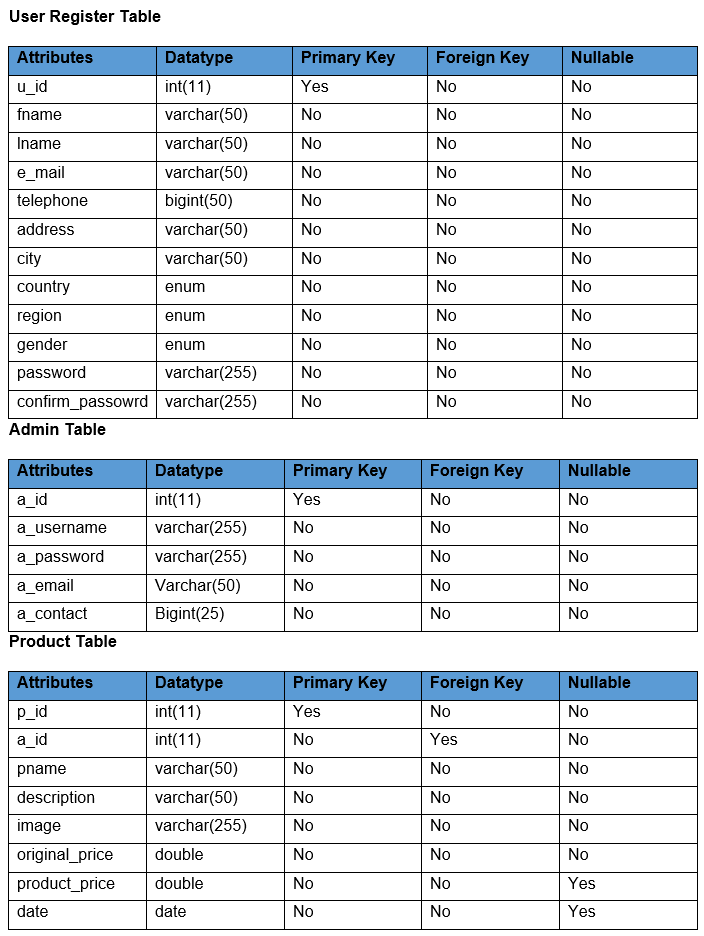 User Register Table
Attributes Datatype Primary Key Foreign Key Nullable
u_id int(11) Yes No No
fname varchar(50) No No No
lname varchar(50) No No No
e_mail varchar(50) No No No
telephone bigint(50) No No No
address varchar(50) No No No
city varchar(50) No No No
country enum No No No
region enum No No No
gender enum No No No
password varchar(255) No No No
confirm_passowrd varchar(255) No No No
Admin Table
Attributes Datatype Primary Key Foreign Key Nullable
a_id int(11) Yes No No
a_username varchar(255) No No No
a_password varchar(255) No No No
a_email Varchar(50) No No No
a_contact Bigint(25) No No No
Product Table
Attributes Datatype Primary Key Foreign Key Nullable
p_id int(11) Yes No No
a_id int(11) No Yes No
pname varchar(50) No No No
description varchar(50) No No No
image varchar(255) No No No
original_price double No No No
product_price double No No Yes
date date No No Yes